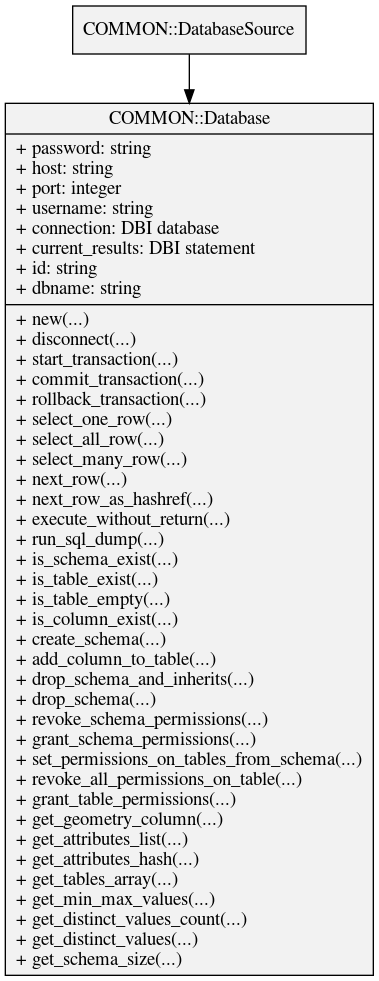 COMMON::DatabaseSource
COMMON::Database
+ password: string
+ host: string
+ port: integer
+ username: string
+ connection: DBI database
+ current_results: DBI statement
+ id: string
+ dbname: string
+ new(...)
+ disconnect(...)
+ start_transaction(...)
+ commit_transaction(...)
+ rollback_transaction(...)
+ select_one_row(...)
+ select_all_row(...)
+ select_many_row(...)
+ next_row(...)
+ next_row_as_hashref(...)
+ execute_without_return(...)
+ run_sql_dump(...)
+ is_schema_exist(...)
+ is_table_exist(...)
+ is_table_empty(...)
+ is_column_exist(...)
+ create_schema(...)
+ add_column_to_table(...)
+ drop_schema_and_inherits(...)
+ drop_schema(...)
+ revoke_schema_permissions(...)
+ grant_schema_permissions(...)
+ set_permissions_on_tables_from_schema(...)
+ revoke_all_permissions_on_table(...)
+ grant_table_permissions(...)
+ get_geometry_column(...)
+ get_attributes_list(...)
+ get_attributes_hash(...)
+ get_tables_array(...)
+ get_min_max_values(...)
+ get_distinct_values_count(...)
+ get_distinct_values(...)
+ get_schema_size(...)